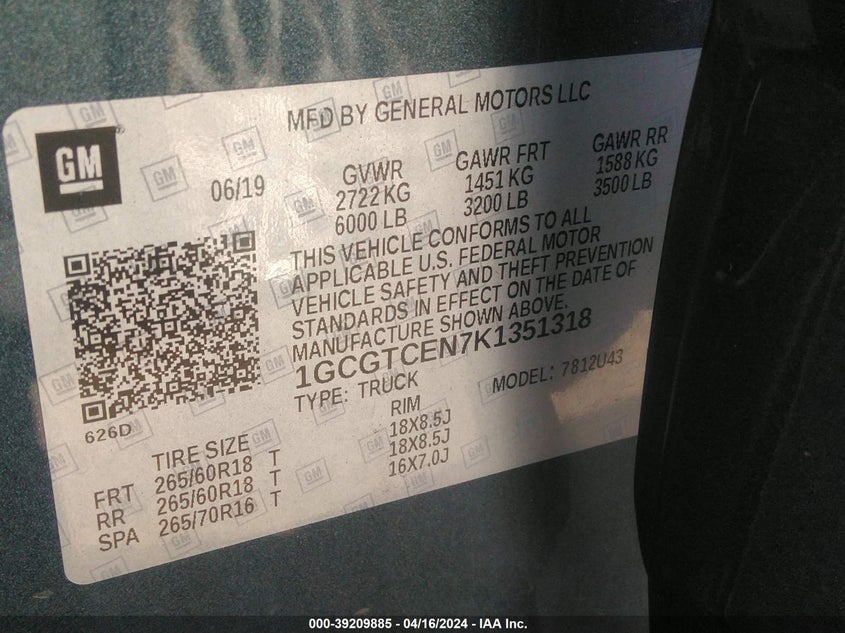 MFD BY GENERAL MOTORS LLC
GM
06/19
GVWR
2722 KG
6000 LB
GAWR FRT
1451 KG
3200 LB
GAWR RR
1588 KG
3500 LB
THIS VEHICLE CONFORMS TO ALL
APPLICABLE U.S. FEDERAL MOTOR
VEHICLE SAFETY AND THEFT PREVENTION
STANDARDS IN EFFECT ON THE DATE OF
MANUFACTURE SHOWN ABOVE.
1GCGTCEN7K1351318
TYPE: TRUCK
MODEL: 7812U43
626D
TIRE SIZE
RIM
FRT 265/60R18 T 18X8.5J
RR 265/60R18 T 18X8.5J
SPA 265/70R16 T 16X7.0J
000-39209885 - 04/16/2024 - IAA Inc.